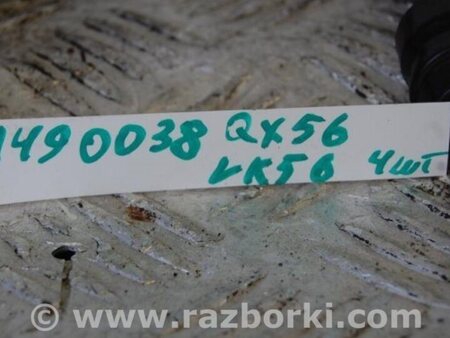 1490038 QX56
VK56 4шт
© www.razborki.com